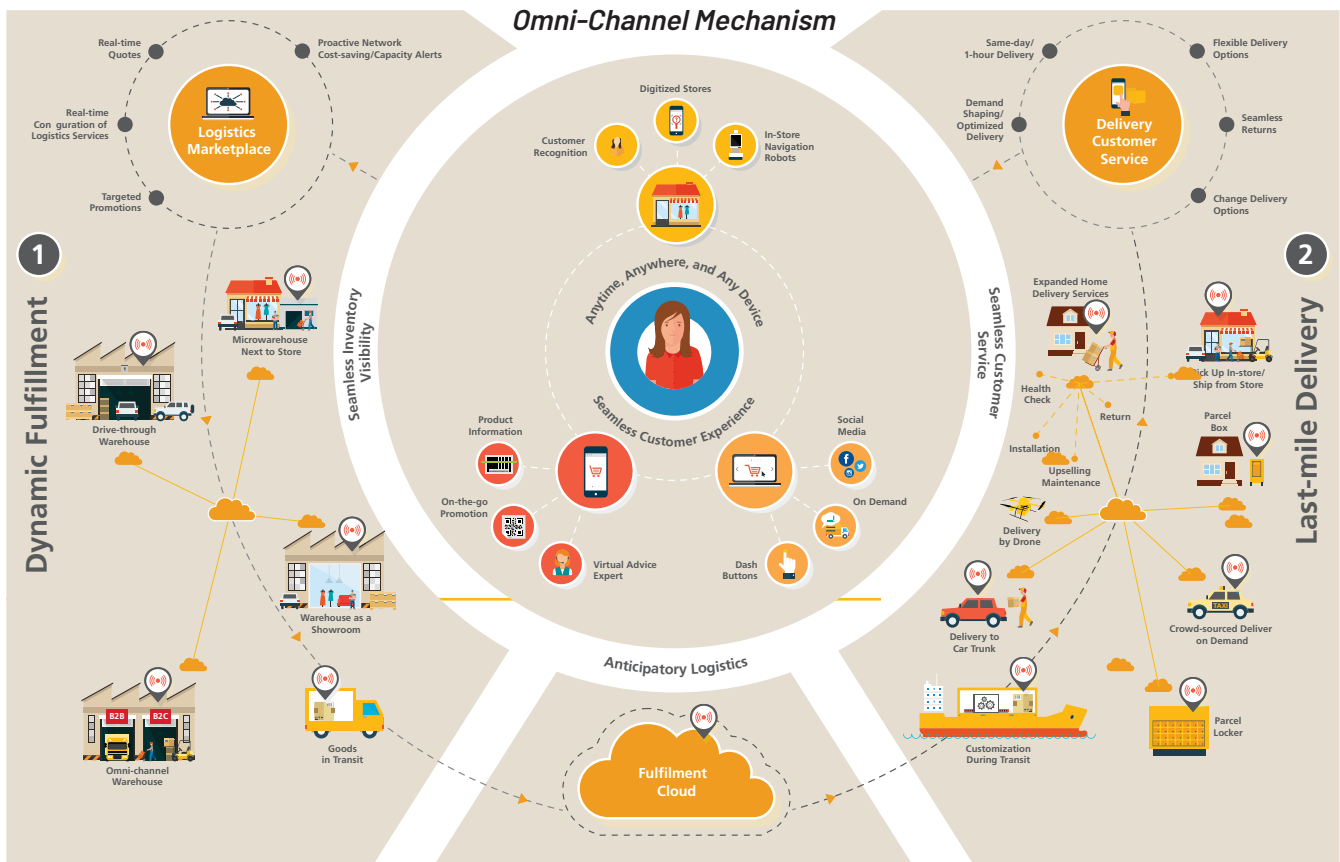 Omni-Channel Mechanism
Real-time
Quotes
Proactive Network
Cost-saving/Capacity Alerts
Real-time
Con guration of
Logistics Services
Logistics
Marketplace
Targeted
Promotions
1
Dynamic Fulfillment
Microwarehouse
Next to Store
Drive-through
Warehouse
Warehouse as a
Showroom
B2B
B2C
Omni-channel
Warehouse
Goods
in Transit
Seamless Inventory
Visibility
Digitized Stores
Customer
Recognition
In-Store
Navigation
Robots
Anytime, Anywhere, and Any Device
Seamless Customer Experience
Product
Information
On-the-go
Promotion
Virtual Advice
Expert
Social
Media
On Demand
Dash
Buttons
Anticipatory Logistics
Fulfilment
Cloud
Seamless Customer
Service
Same-day/
1-hour Delivery
Flexible Delivery
Options
Demand
Shaping/
Optimized
Delivery
Delivery
Customer
Service
Seamless
Returns
Change Delivery
Options
2
Last-mile Delivery
Expanded Home
Delivery Services
ick Up In-store/
Ship from Store
Health
Check
Return
Installation
Upselling
Maintenance
Parcel
Box
Delivery
by Drone
Delivery to
Car Trunk
TAXI
Crowd-sourced Deliver
on Demand
Customization
During Transit
Parcel
Locker